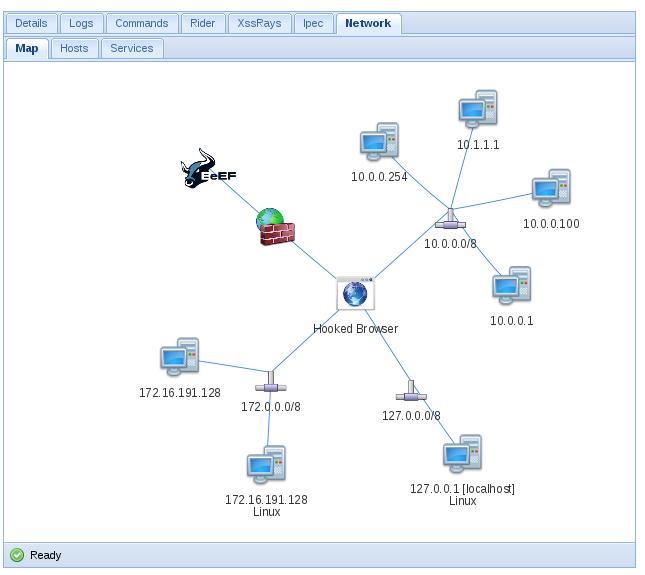 Details Logs Commands Rider XssRays Ipec Network
Map Hosts Services
BeEF
10.0.0.254
10.1.1.1
10.0.0.100
10.0.0.0/8
10.0.0.1
Hooked Browser
172.16.191.128
172.0.0.0/8
127.0.0.0/8
172.16.191.128
Linux
127.0.0.1 [localhost]
Linux
Ready